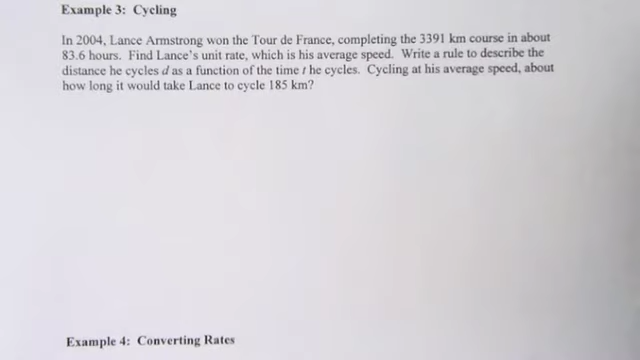 Example 3: Cycling
In 2004, Lance Armstrong won the Tour de France, completing the 3391 km course in about
83.6 hours. Find Lance's unit rate, which is his average speed. Write a rule to describe the
distance he cycles d as a function of the time t he cycles. Cycling at his average speed, about
how long it would take Lance to cycle 185 km?
Example 4: Converting Rates